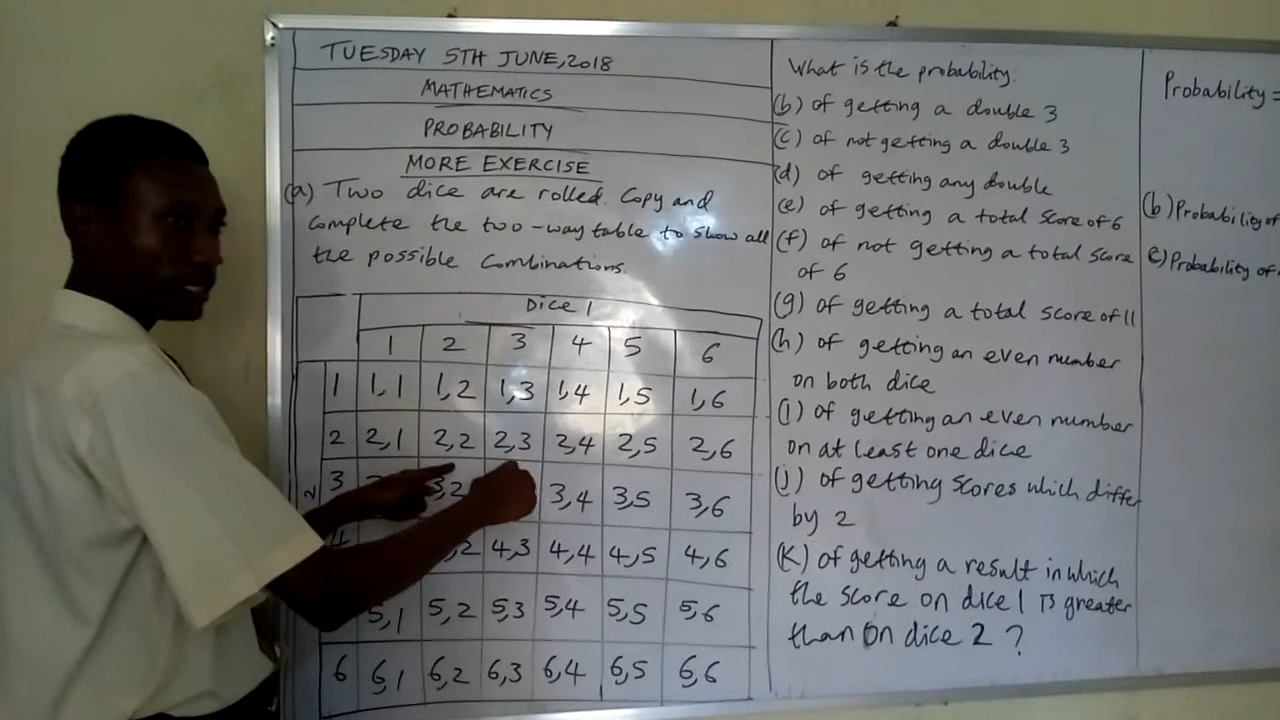 TUESDAY 5TH JUNE, 2018
MATHEMATICS
PROBABILITY
MORE EXERCISE
(a) Two dice are rolled. Copy and
complete the two-way table to show all
the possible combinations.
Dice 1
1 2 3 4 5 6
1 1,1 1,2 1,3 1,4 1,5 1,6
2 2,1 2,2 2,3 2,4 2,5 2,6
3 3,2 3,4 3,5 3,6
4 4,3 4,4 4,5 4,6
5,1 5,2 5,3 5,4 5,5 5,6
6 6,1 6,2 6,3 6,4 6,5 6,6
What is the probability:
(b) of getting a double 3
(c) of not getting a double 3
(d) of getting any double
(e) of getting a total score of 6
(f) of not getting a total score
of 6
(g) of getting a total score of 11
(h) of getting an even number
on both dice
(i) of getting an even number
on at least one dice
(j) of getting scores which differ
by 2
(K) of getting a result in which
the score on dice 1 is greater
than on dice 2 ?
Probability =
(b) Probability of
c) Probability of